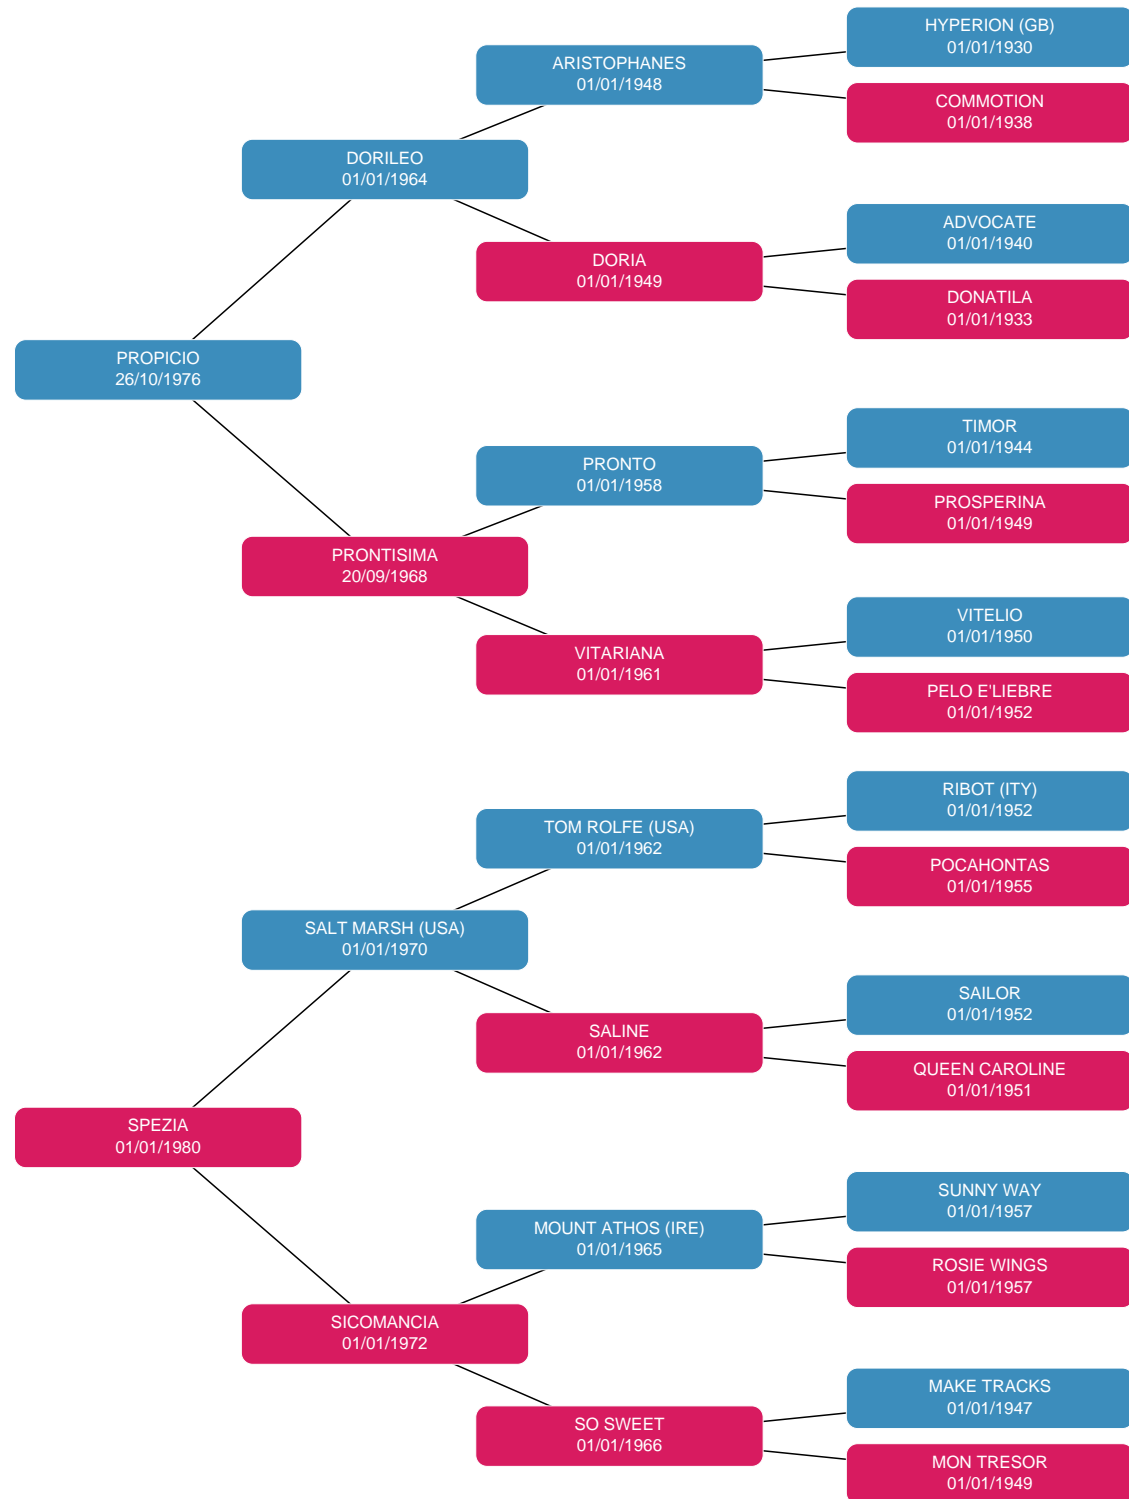 HYPERION (GB)
01/01/1930
ARISTOPHANES
01/01/1948
COMMOTION
01/01/1938
DORILEO
01/01/1964
ADVOCATE
01/01/1940
DORIA
01/01/1949
DONATILA
01/01/1933
PROPICIO
26/10/1976
TIMOR
01/01/1944
PRONTO
01/01/1958
PROSPERINA
01/01/1949
PRONTISIMA
20/09/1968
VITELIO
01/01/1950
VITARIANA
01/01/1961
PELO E'LIEBRE
01/01/1952
RIBOT (ITY)
01/01/1952
TOM ROLFE (USA)
01/01/1962
POCAHONTAS
01/01/1955
SALT MARSH (USA)
01/01/1970
SAILOR
01/01/1952
SALINE
01/01/1962
QUEEN CAROLINE
01/01/1951
SPEZIA
01/01/1980
SUNNY WAY
01/01/1957
MOUNT ATHOS (IRE)
01/01/1965
ROSIE WINGS
01/01/1957
SICOMANCIA
01/01/1972
MAKE TRACKS
01/01/1947
SO SWEET
01/01/1966
MON TRESOR
01/01/1949